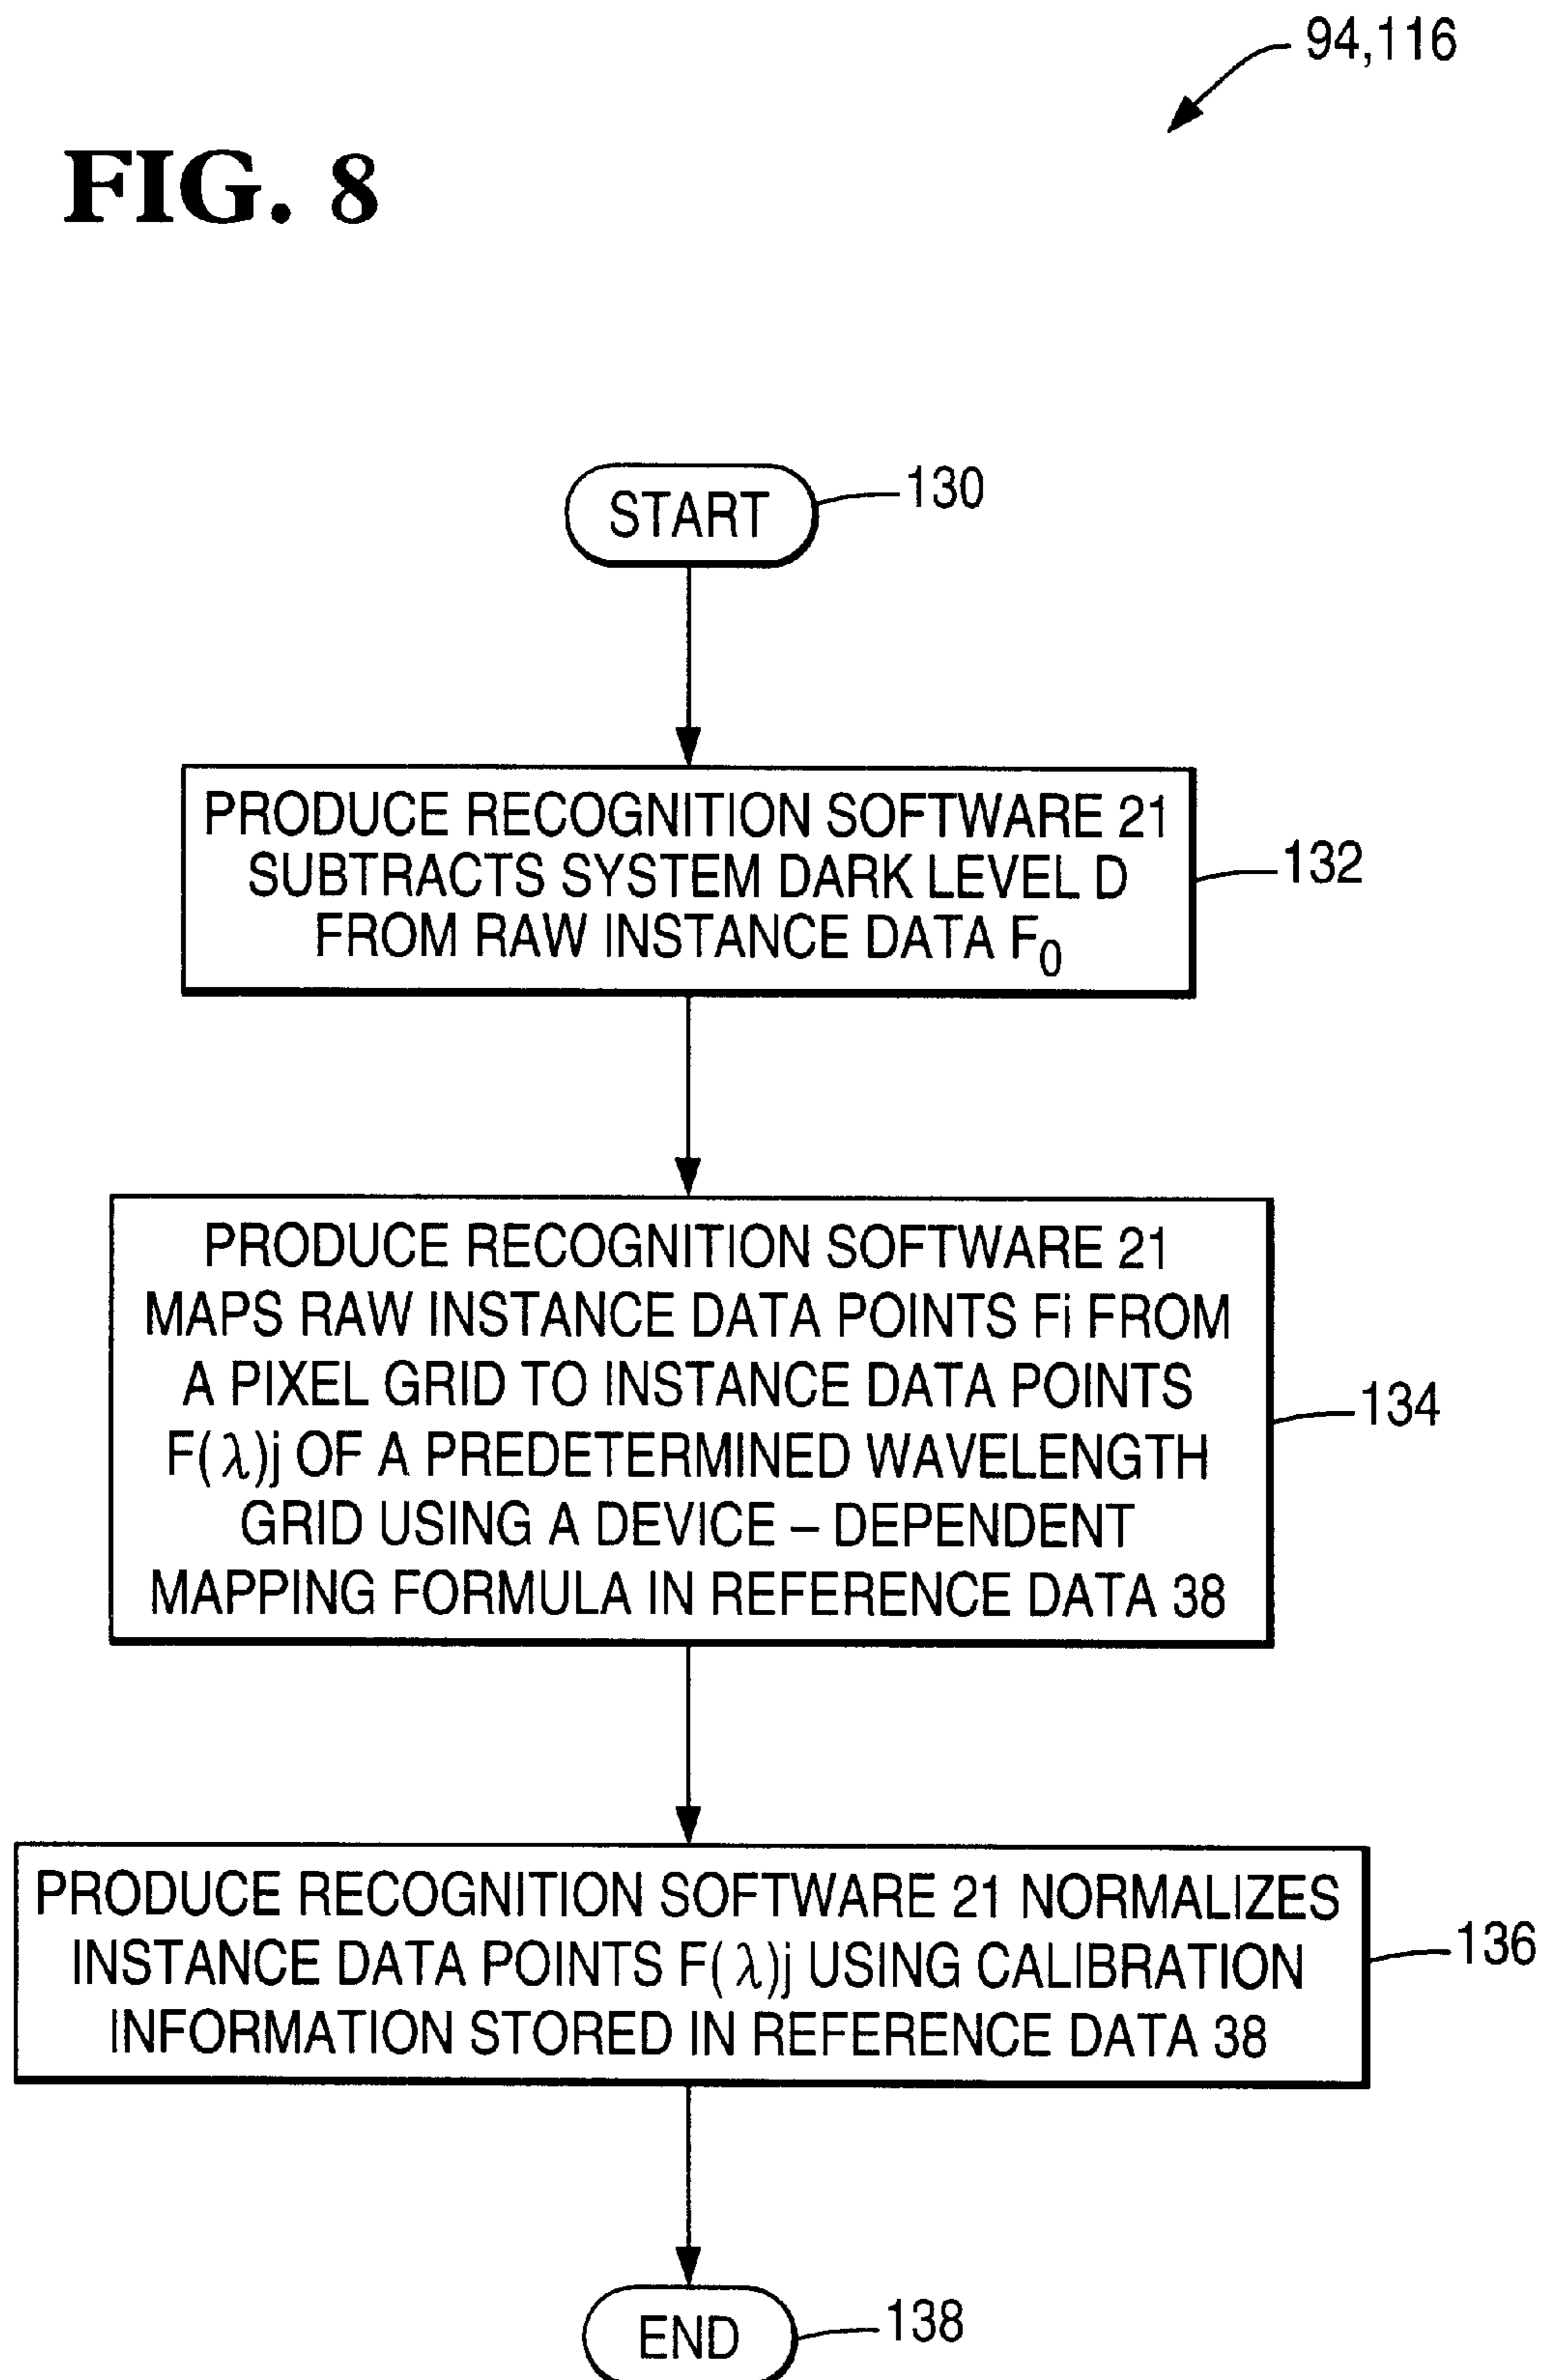 94,116
FIG. 8
START
130
PRODUCE RECOGNITION SOFTWARE 21
SUBTRACTS SYSTEM DARK LEVEL D
FROM RAW INSTANCE DATA F₀
132
PRODUCE RECOGNITION SOFTWARE 21
MAPS RAW INSTANCE DATA POINTS Fi FROM
A PIXEL GRID TO INSTANCE DATA POINTS
F(λ)j OF A PREDETERMINED WAVELENGTH
GRID USING A DEVICE – DEPENDENT
MAPPING FORMULA IN REFERENCE DATA 38
134
PRODUCE RECOGNITION SOFTWARE 21 NORMALIZES
INSTANCE DATA POINTS F(λ)j USING CALIBRATION
INFORMATION STORED IN REFERENCE DATA 38
136
END
138